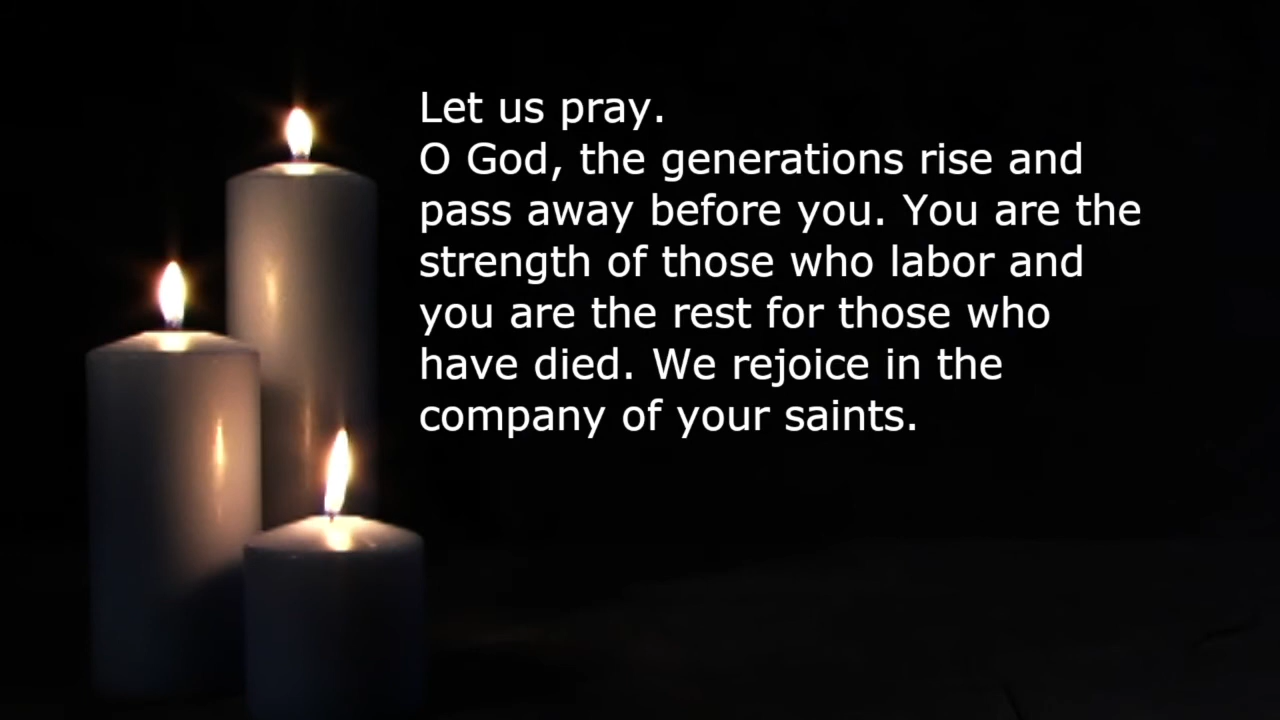 Let us pray.
O God, the generations rise and
pass away before you. You are the
strength of those who labor and
you are the rest for those who
have died. We rejoice in the
company of your saints.